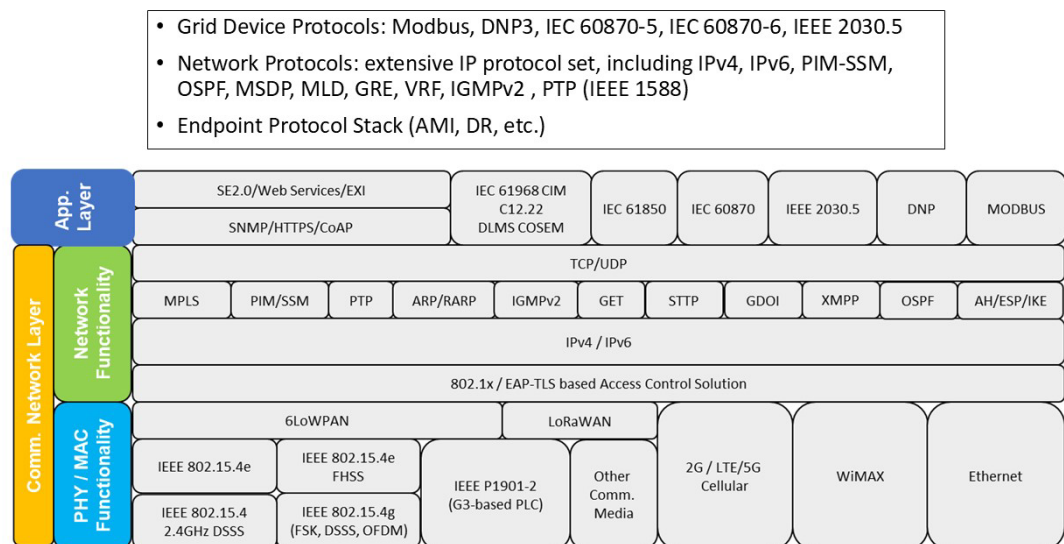 • Grid Device Protocols: Modbus, DNP3, IEC 60870-5, IEC 60870-6, IEEE 2030.5
• Network Protocols: extensive IP protocol set, including IPv4, IPv6, PIM-SSM,
OSPF, MSDP, MLD, GRE, VRF, IGMPv2 , PTP (IEEE 1588)
• Endpoint Protocol Stack (AMI, DR, etc.)
App.
Layer
SE2.0/Web Services/EXI
SNMP/HTTPS/CoAP
IEC 61968 CIM
C12.22
DLMS COSEM
IEC 61850
IEC 60870
IEEE 2030.5
DNP
MODBUS
Comm. Network Layer
Network
Functionality
TCP/UDP
MPLS
PIM/SSM
PTP
ARP/RARP
IGMPv2
GET
STTP
GDOI
XMPP
OSPF
AH/ESP/IKE
IPv4 / IPv6
802.1x / EAP-TLS based Access Control Solution
PHY / MAC
Functionality
6LoWPAN
LoRaWAN
IEEE 802.15.4e
IEEE 802.15.4e
FHSS
IEEE 802.15.4
2.4GHz DSSS
IEEE 802.15.4g
(FSK, DSSS, OFDM)
IEEE P1901-2
(G3-based PLC)
Other
Comm.
Media
2G / LTE/5G
Cellular
WiMAX
Ethernet